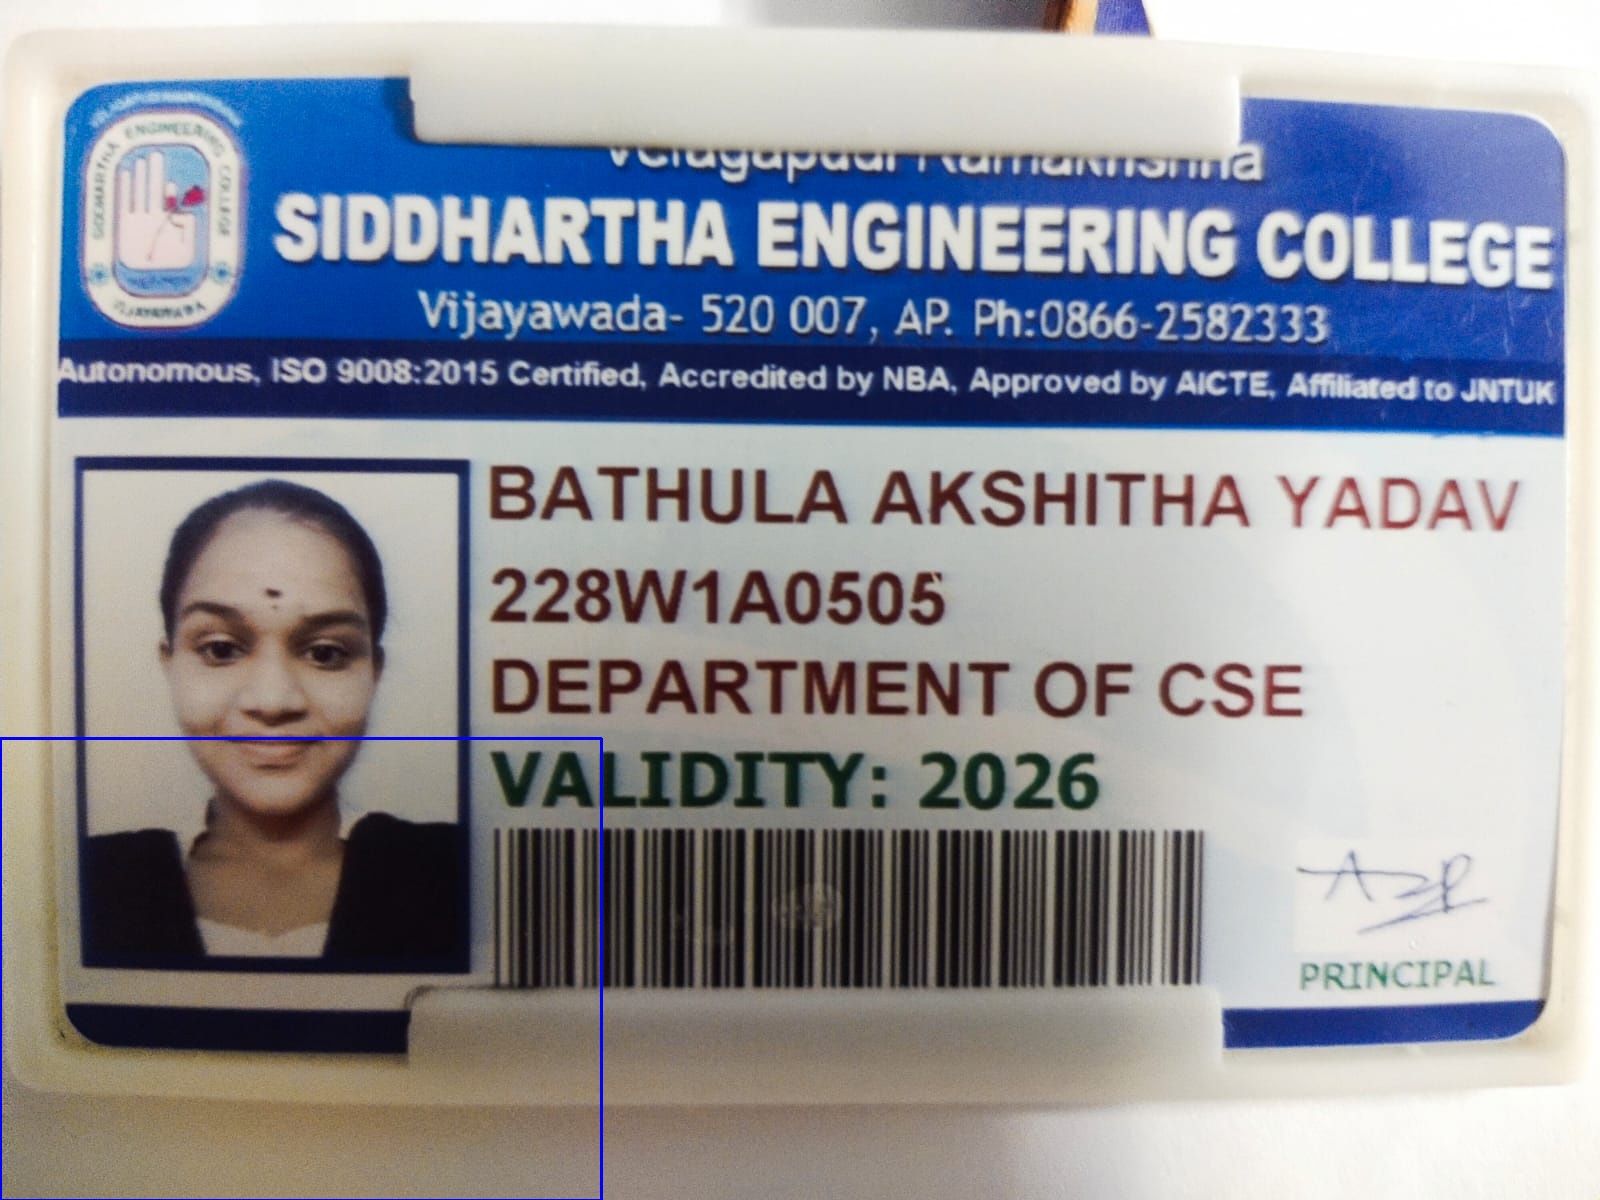 SIDDHARTHA ENGINEERING COLLEGE
VIJAYAWADA
Velagapudi Ramakrishna
SIDDHARTHA ENGINEERING COLLEGE
Vijayawada- 520 007, AP. Ph:0866-2582333
Autonomous, ISO 9008:2015 Certified, Accredited by NBA, Approved by AICTE, Affiliated to JNTUK
BATHULA AKSHITHA YADAV
228W1A0505
DEPARTMENT OF CSE
VALIDITY: 2026
PRINCIPAL